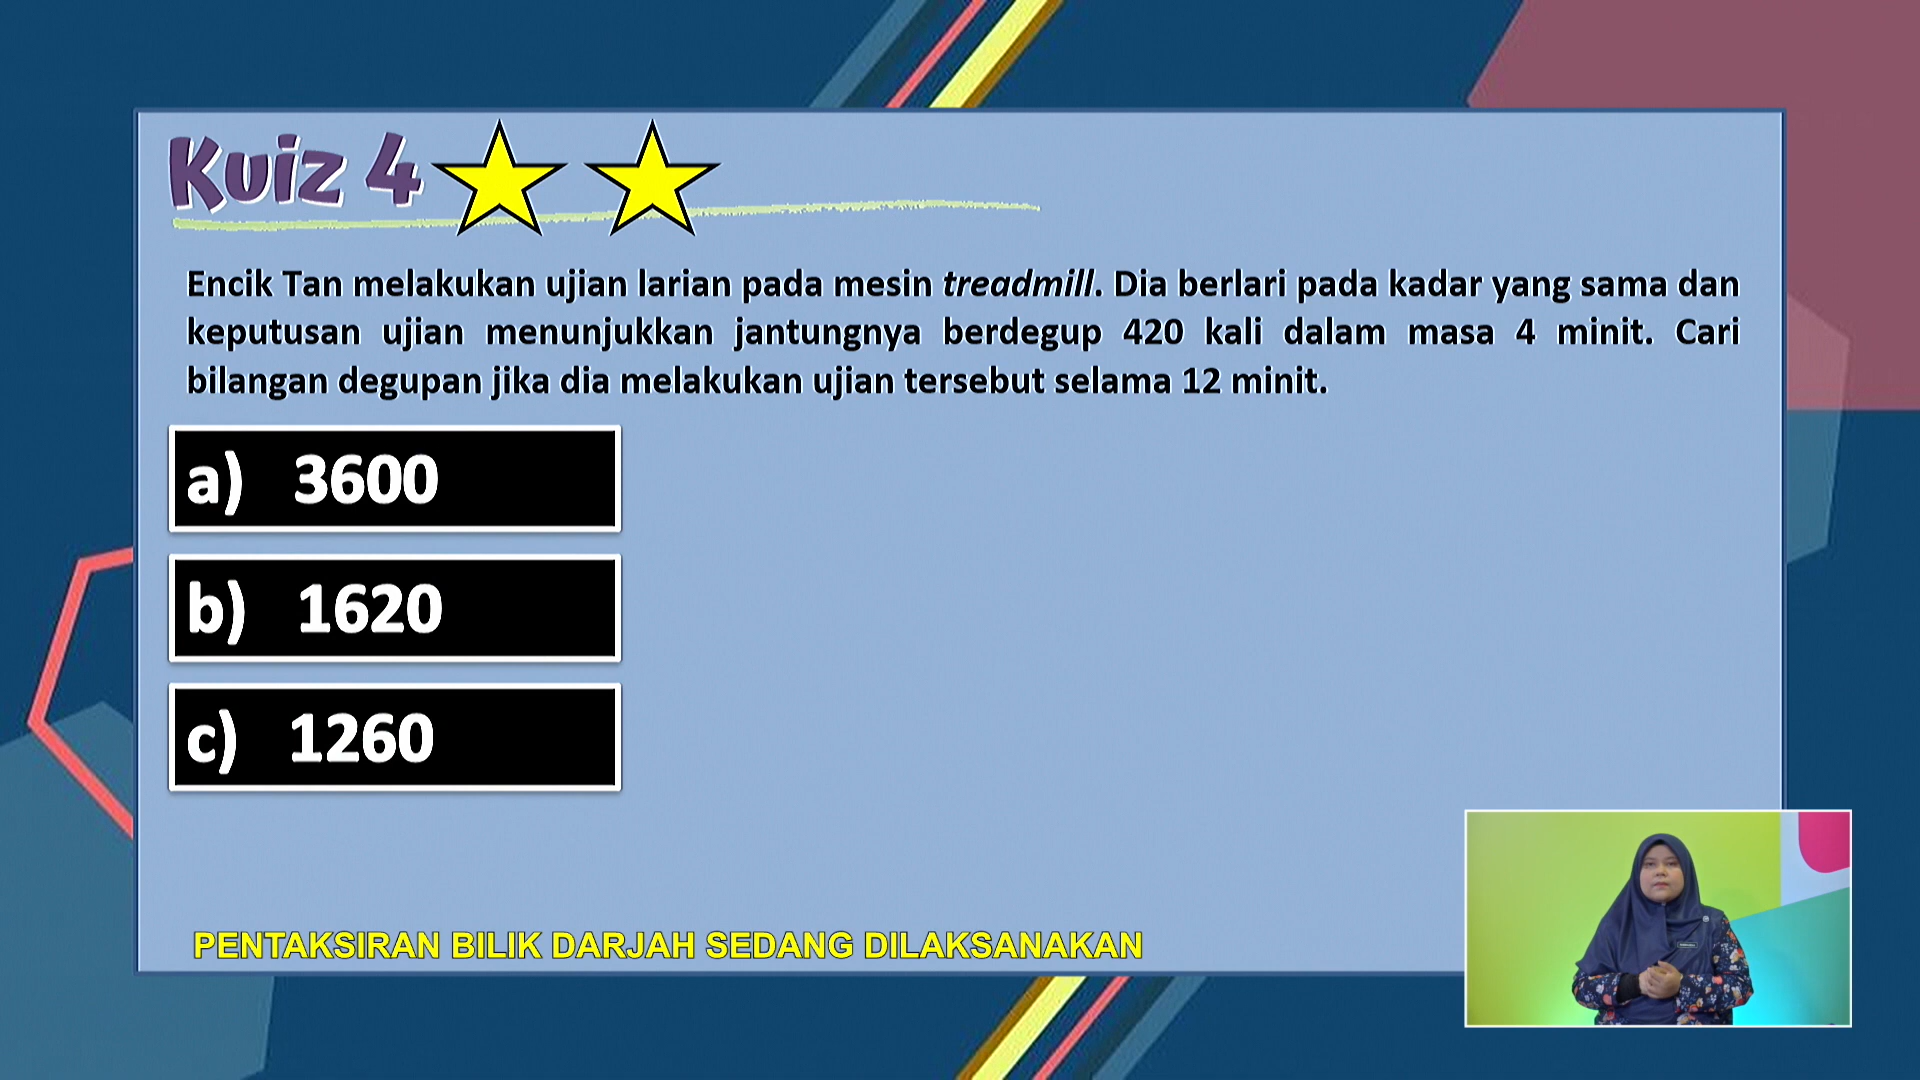 Kuiz 4
Encik Tan melakukan ujian larian pada mesin treadmill. Dia berlari pada kadar yang sama dan
keputusan ujian menunjukkan jantungnya berdegup 420 kali dalam masa 4 minit. Cari
bilangan degupan jika dia melakukan ujian tersebut selama 12 minit.
a) 3600
b) 1620
c) 1260
PENTAKSIRAN BILIK DARJAH SEDANG DILAKSANAKAN